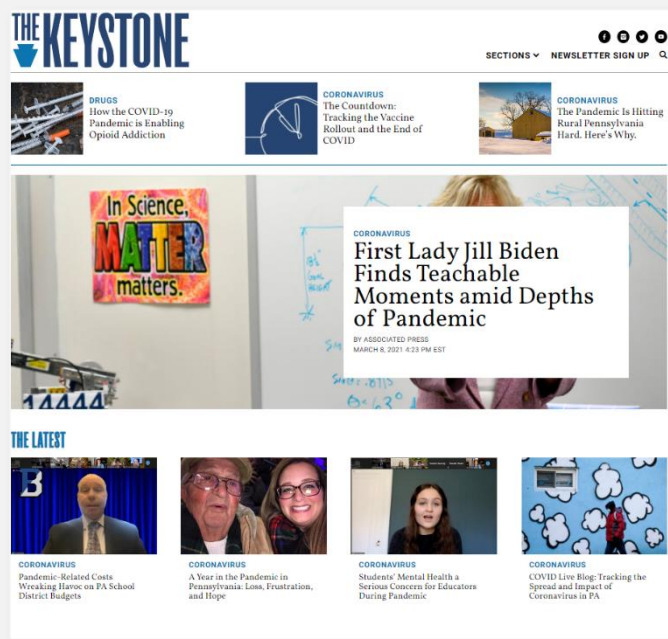 THE KEYSTONE
SECTIONS
NEWSLETTER SIGN UP
DRUGS
How the COVID-19
Pandemic is Enabling
Opioid Addiction
CORONAVIRUS
The Countdown:
Tracking the Vaccine
Rollout and the End of
COVID
CORONAVIRUS
The Pandemic Is Hitting
Rural Pennsylvania
Hard. Here's Why.
In Science,
MATTER
matters.
14444
CORONAVIRUS
First Lady Jill Biden
Finds Teachable
Moments amid Depths
of Pandemic
BY ASSOCIATED PRESS
MARCH 8, 2021 4:23 PM EST
THE LATEST
B
CORONAVIRUS
Pandemic-Related Costs
Wreaking Havoc on PA School
District Budgets
CORONAVIRUS
A Year in the Pandemic in
Pennsylvania: Loss, Frustration,
and Hope
CORONAVIRUS
Students' Mental Health a
Serious Concern for Educators
During Pandemic
CORONAVIRUS
COVID Live Blog: Tracking the
Spread and Impact of
Coronavirus in PA